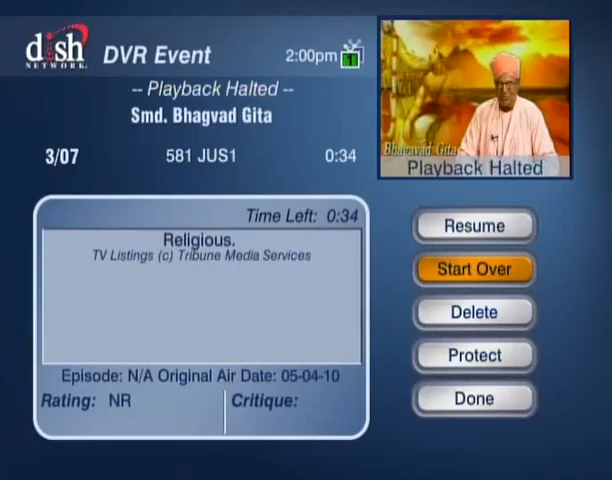 dish
NETWORK.
DVR Event
2:00pm
1
-- Playback Halted --
Smd. Bhagvad Gita
3/07
581 JUS1
0:34
Bhagavad Gita
Playback Halted
Time Left: 0:34
Religious.
TV Listings (c) Tribune Media Services
Episode: N/A Original Air Date: 05-04-10
Rating: NR
Critique:
Resume
Start Over
Delete
Protect
Done